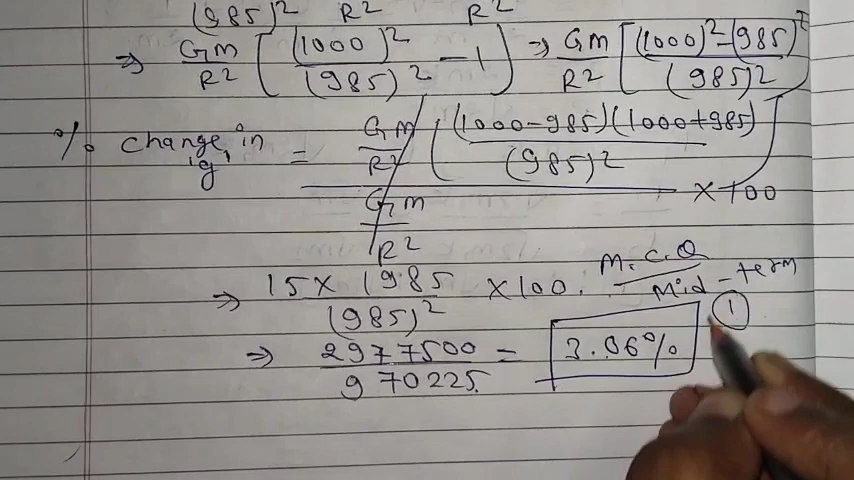 (985)² R² R²
⇒ GM/R² [ (1000)²/(985)² - 1 ] ⇒ GM/R² [ (1000)²-(985)²/(985)² ]
% change in 'g' = GM/R² ( (1000-985)(1000+985)/(985)² ) / GM/R² × 100
⇒ 15 × 1985/(985)² × 100. M.C.Q
Mid-term
①
⇒ 2977500/970225. = 3.06%